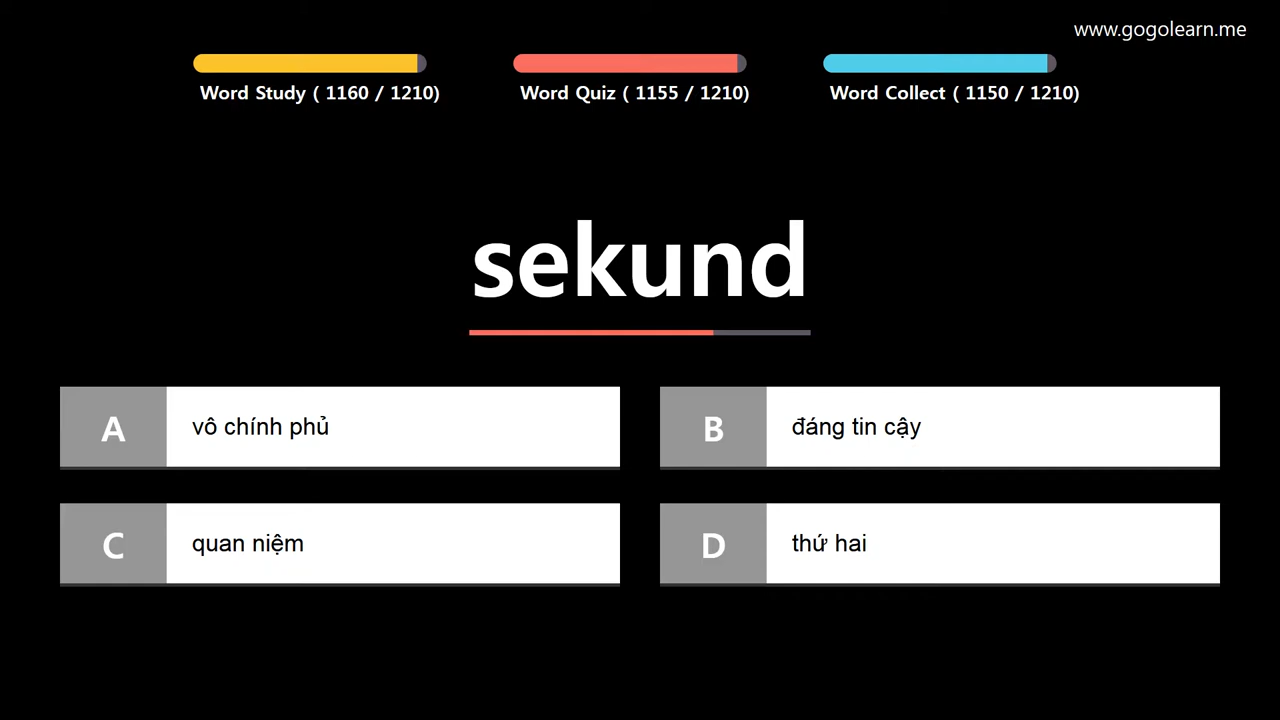 www.gogolearn.me
Word Study ( 1160 / 1210)
Word Quiz ( 1155 / 1210)
Word Collect ( 1150 / 1210)
sekund
A vô chính phủ
B đáng tin cậy
C quan niệm
D thứ hai